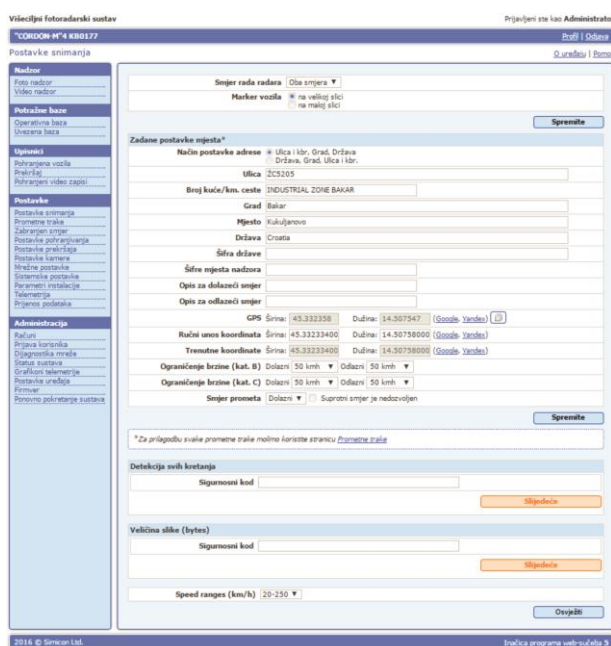 Višeciljni fotoradarski sustav
Prijavljeni ste kao Administrato
"CORDON-M"4 KB0177
Profil | Odjava
Postavke snimanja
O uređaju | Pomo
Nadzor
Foto nadzor
Video nadzor
Potražne baze
Operativna baza
Uvezena baza
Upisnici
Pohranjena vozila
Prekršaj
Pohranjeni video zapisi
Postavke
Postavke snimanja
Prometne trake
Zabranjen smjer
Postavke pohranjivanja
Postavke prekršaja
Postavke kamere
Mrežne postavke
Sistemske postavke
Parametri instalacije
Telemetrija
Prijenos podataka
Administracija
Računi
Prijava korisnika
Dijagnostika mreže
Status sustava
Grafikoni telemetrije
Postavke uređaja
Firmver
Ponovno pokretanje sustava
Smjer rada radara Oba smjera
Marker vozila na velikoj slici
na maloj slici
Spremite
Zadane postavke mjesta*
Način postavke adrese Ulica i kbr, Grad, Država
Država, Grad, Ulica i kbr.
Ulica ŽC5205
Broj kuće/km. ceste INDUSTRIAL ZONE BAKAR
Grad Bakar
Mjesto Kukuljanovo
Država Croatia
Šifra države
Šifre mjesta nadzora
Opis za dolazeći smjer
Opis za odlazeći smjer
GPS Širina: 45.332358 Dužina: 14.507547 (Google, Yandex)
Ručni unos koordinata Širina: 45.33233400 Dužina: 14.50758000 (Google, Yandex)
Trenutne koordinate Širina: 45.33233400 Dužina: 14.50758000 (Google, Yandex)
Ograničenje brzine (kat. B) Dolazni 50 kmh Odlazni 50 kmh
Ograničenje brzine (kat. C) Dolazni 50 kmh Odlazni 50 kmh
Smjer prometa Dolazni Suprotni smjer je nedozvoljen
Spremite
*Za prilagodbu svake prometne trake molimo koristite stranicu Prometne trake
Detekcija svih kretanja
Sigurnosni kod
Slijedeće
Veličina slike (bytes)
Sigurnosni kod
Slijedeće
Speed ranges (km/h) 20-250
Osvježiti
2016 © Simicon Ltd.
Inačica programa web-sučeba 5